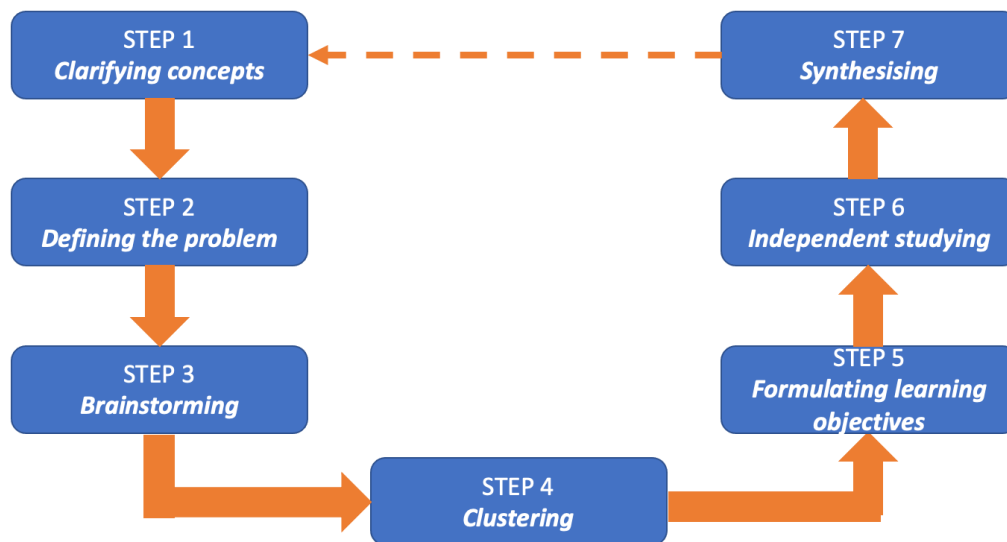 STEP 1
Clarifying concepts
STEP 2
Defining the problem
STEP 3
Brainstorming
STEP 4
Clustering
STEP 5
Formulating learning
objectives
STEP 6
Independent studying
STEP 7
Synthesising